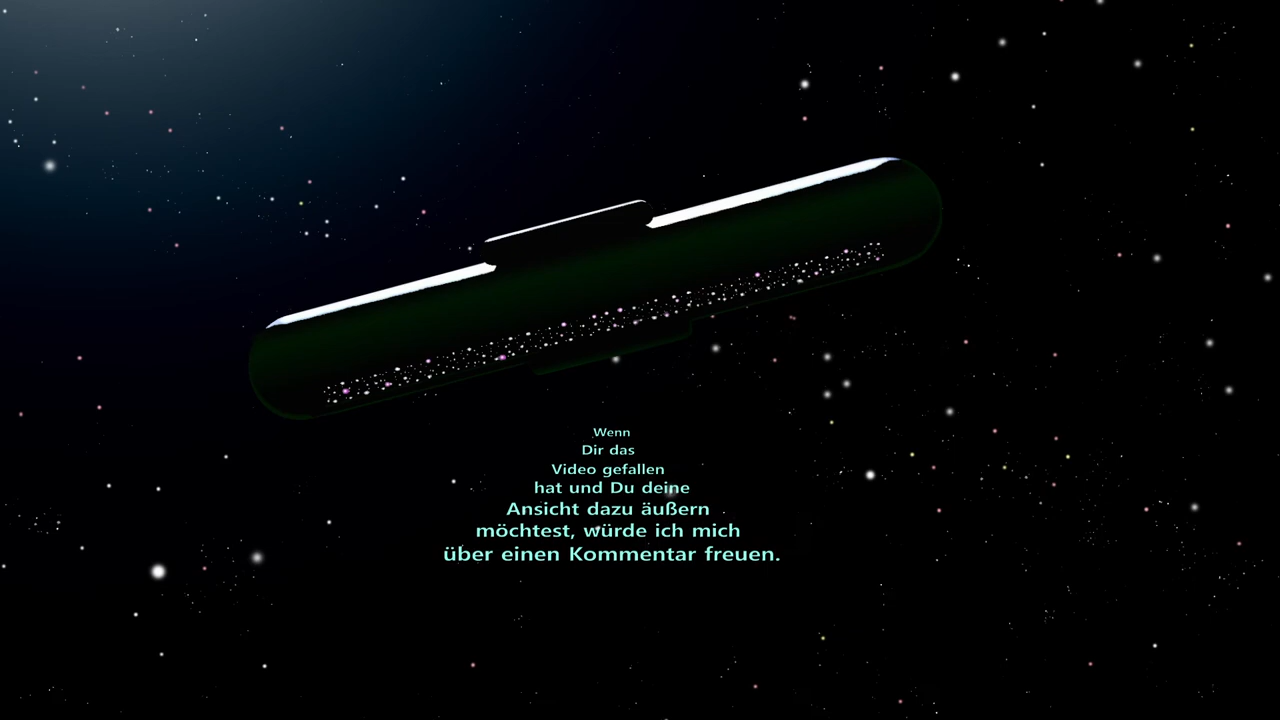 Wenn
Dir das
Video gefallen
hat und Du deine
Ansicht dazu äußern
möchtest, würde ich mich
über einen Kommentar freuen.